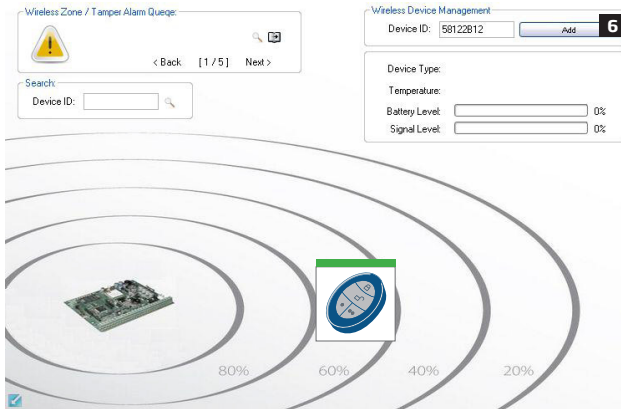 Wireless Zone / Tamper Alarm Queqe:
< Back [ 1 / 5 ] Next >
Search:
Device ID:
Wireless Device Management
Device ID: 58122B12 Add 6
Device Type:
Temperature:
Battery Level: 0%
Signal Level: 0%
80% 60% 40% 20%